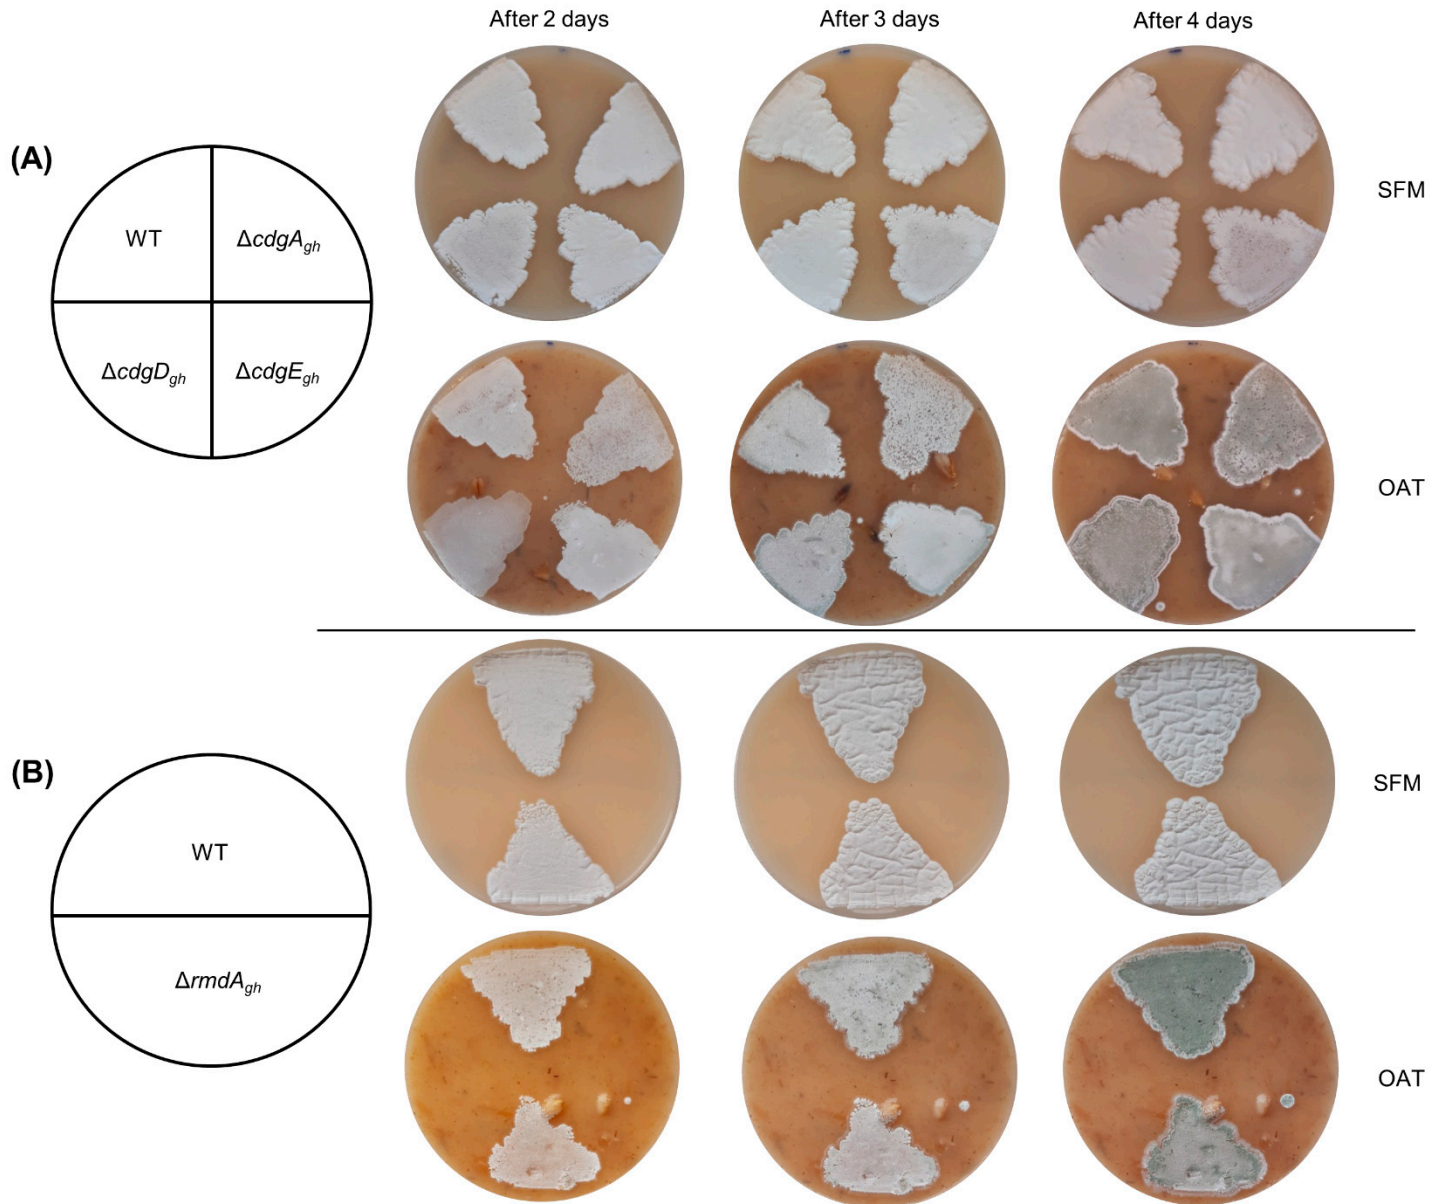 After 2 days
After 3 days
After 4 days
(A)
WT
ΔcdgAgh
SFM
ΔcdgDgh
ΔcdgEgh
OAT
(B)
WT
SFM
ΔrmdAgh
OAT